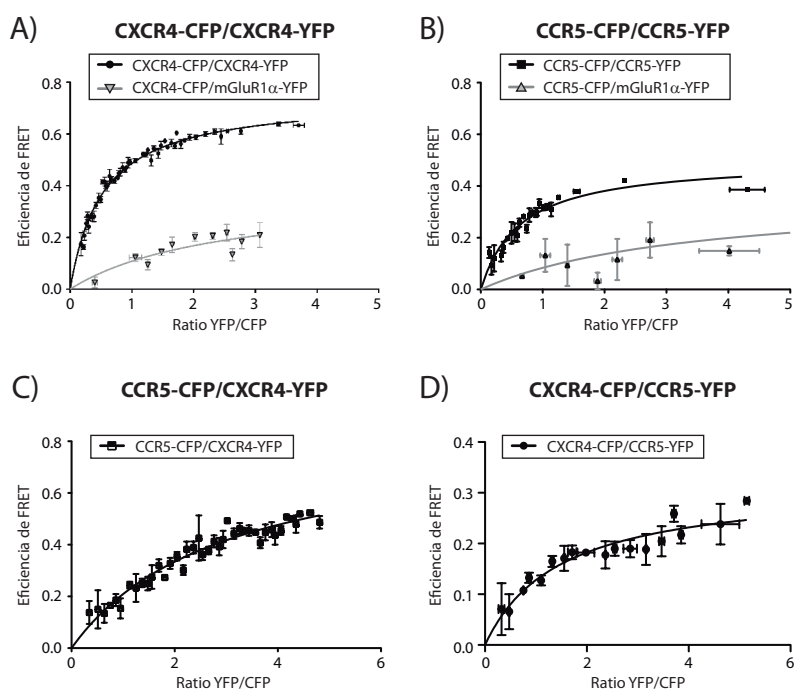 A)
CXCR4-CFP/CXCR4-YFP
CXCR4-CFP/CXCR4-YFP
CXCR4-CFP/mGluR1α-YFP
Eficiencia de FRET
0.8
0.6
0.4
0.2
0.0
0 1 2 3 4 5
Ratio YFP/CFP
B)
CCR5-CFP/CCR5-YFP
CCR5-CFP/CCR5-YFP
CCR5-CFP/mGluR1α-YFP
Eficiencia de FRET
0.8
0.6
0.4
0.2
0.0
0 1 2 3 4 5
Ratio YFP/CFP
C)
CCR5-CFP/CXCR4-YFP
CCR5-CFP/CXCR4-YFP
Eficiencia de FRET
0.8
0.6
0.4
0.2
0.0
0 2 4 6
Ratio YFP/CFP
D)
CXCR4-CFP/CCR5-YFP
CXCR4-CFP/CCR5-YFP
Eficiencia de FRET
0.4
0.3
0.2
0.1
0.0
0 2 4 6
Ratio YFP/CFP